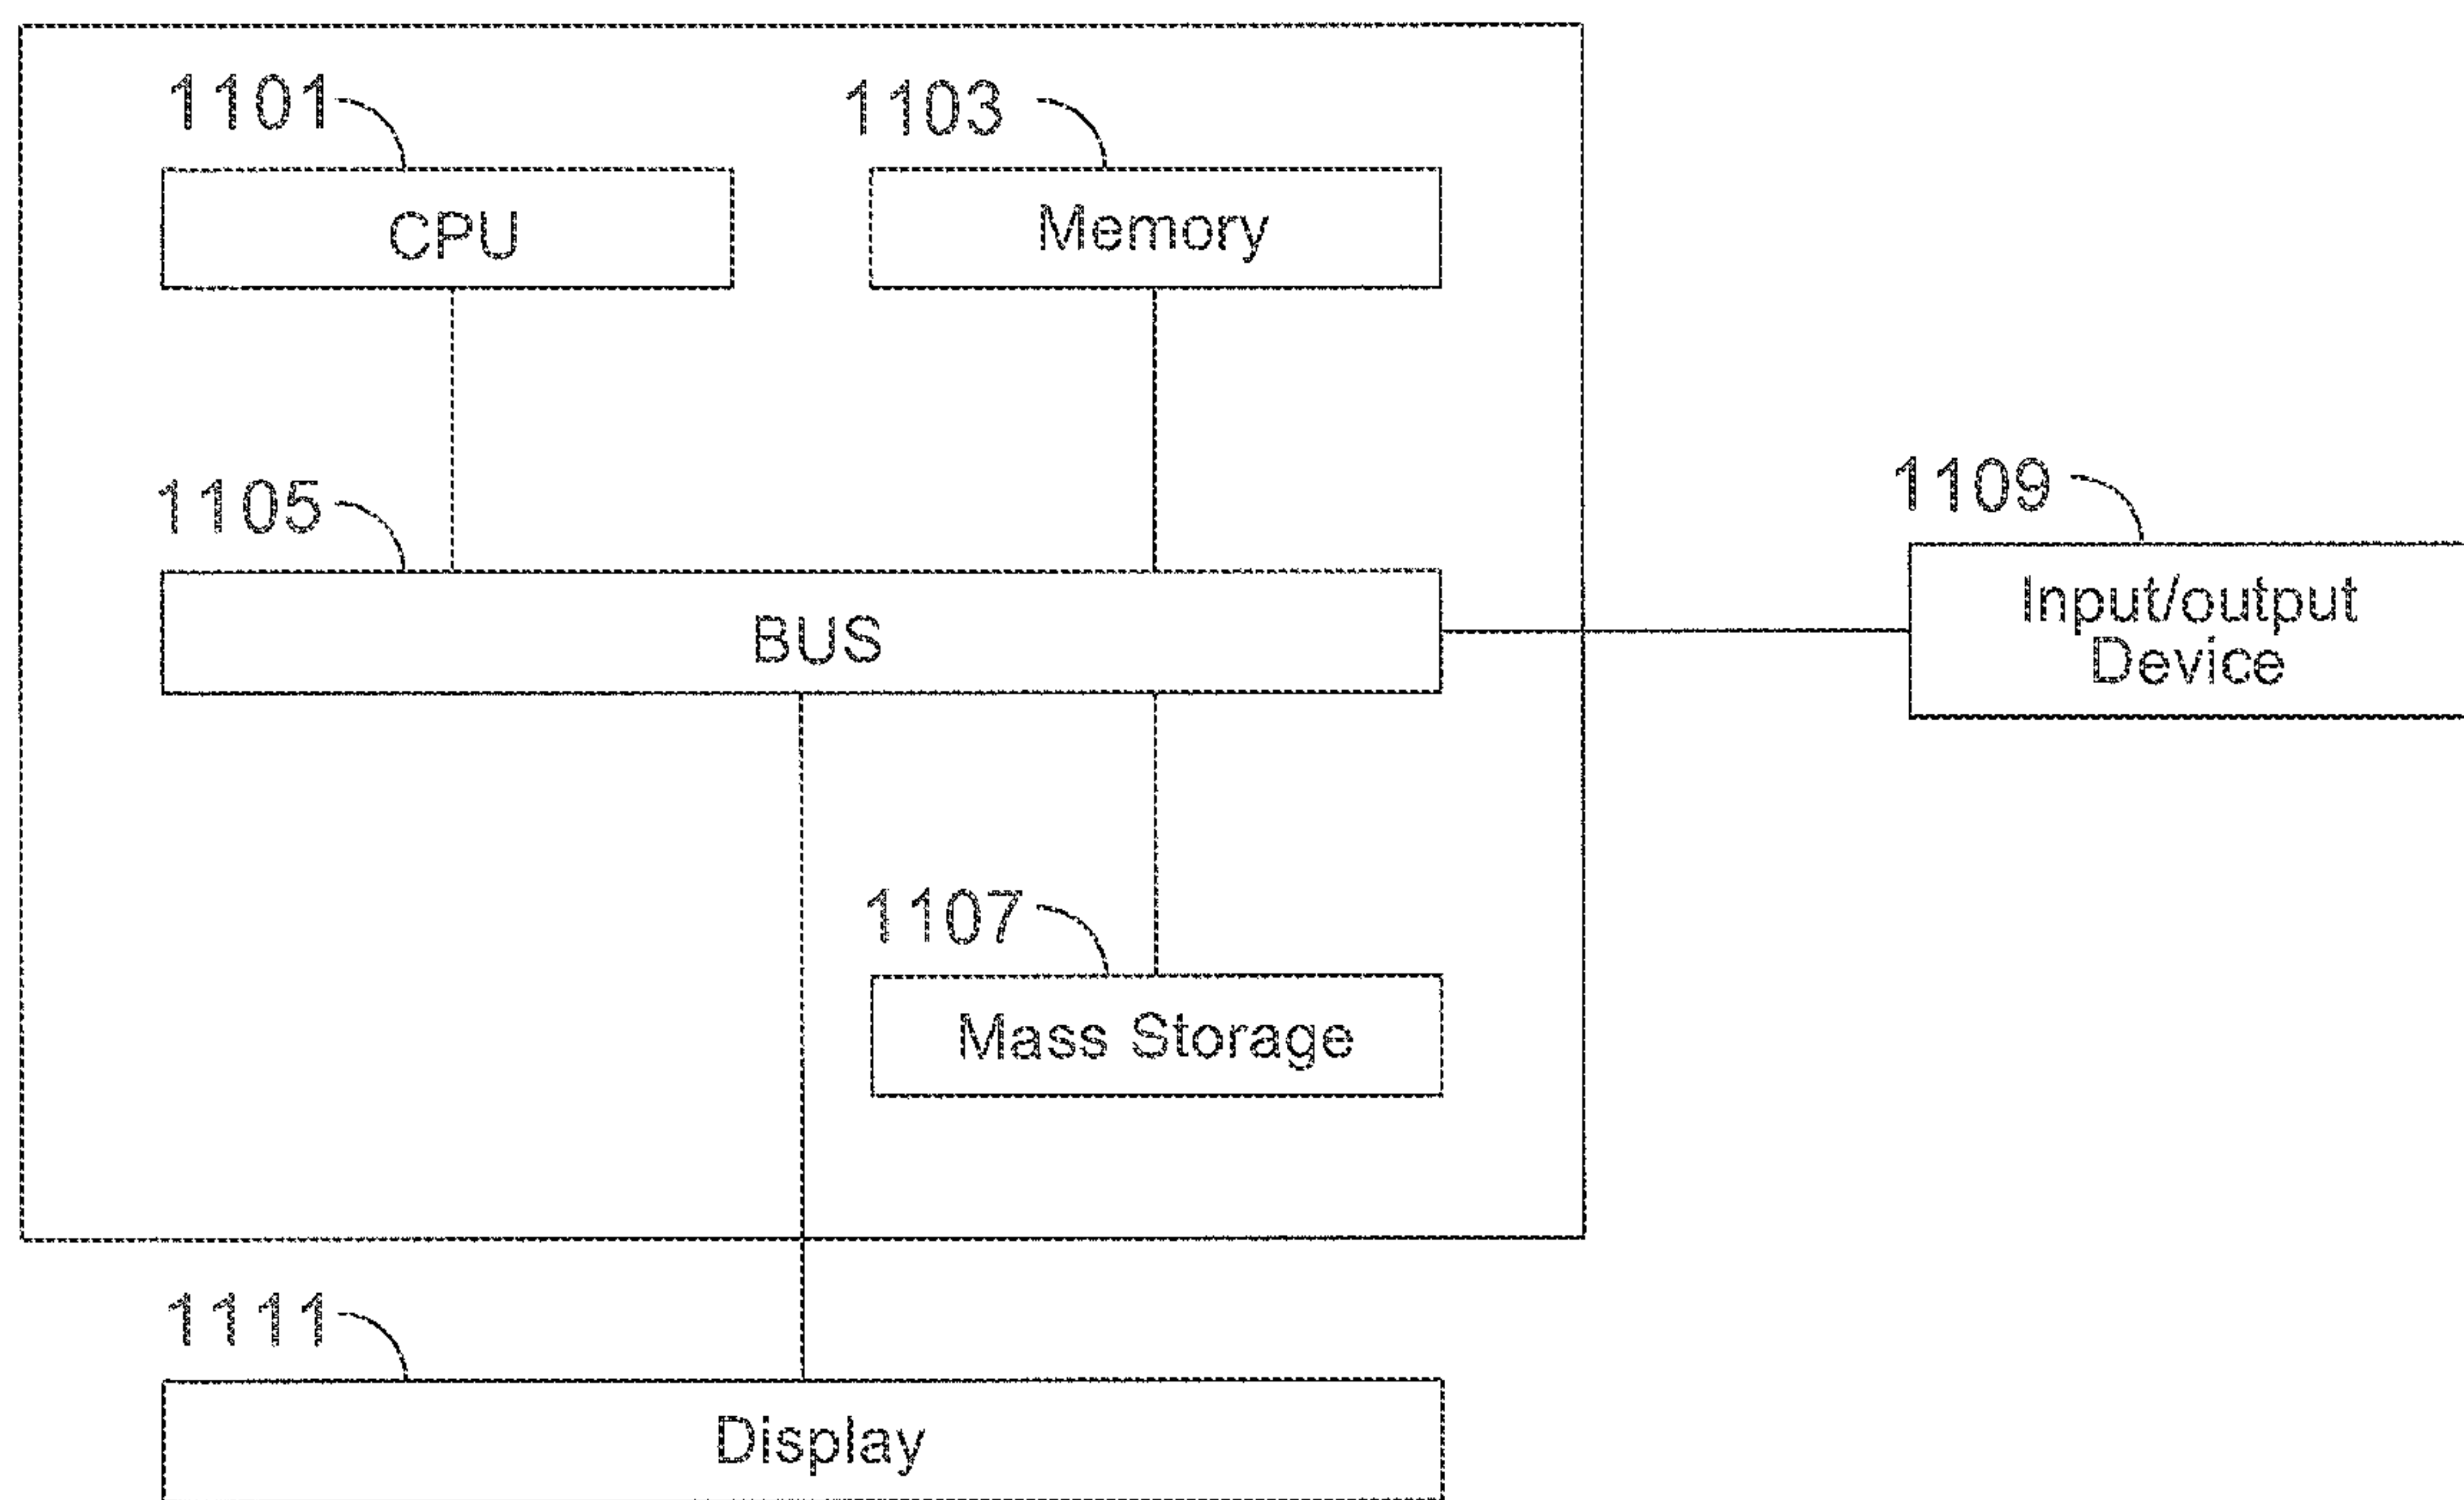 1101
1103
CPU
Memory
1105
1109
BUS
Input/output
Device
1107
Mass Storage
1111
Display